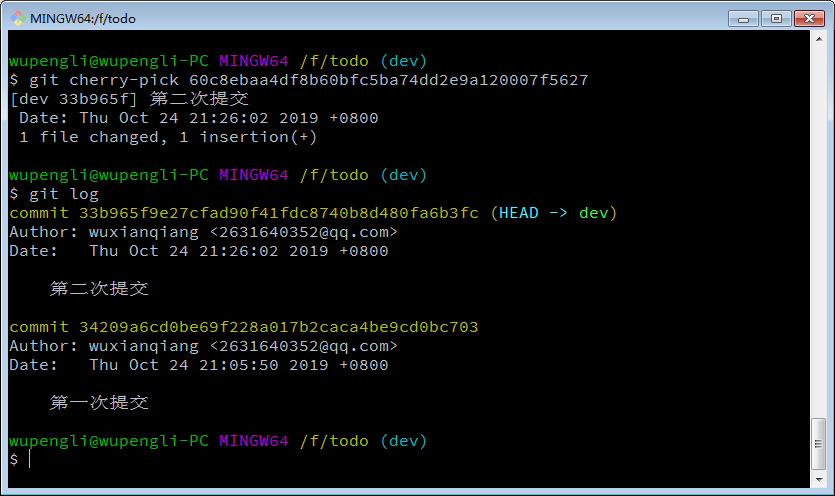 MINGW64:/f/todo
wupengli@wupengli-PC MINGW64 /f/todo (dev)
$ git cherry-pick 60c8ebaa4df8b60bfc5ba74dd2e9a120007f5627
[dev 33b965f] 第二次提交
 Date: Thu Oct 24 21:26:02 2019 +0800
 1 file changed, 1 insertion(+)
wupengli@wupengli-PC MINGW64 /f/todo (dev)
$ git log
commit 33b965f9e27cfad90f41fdc8740b8d480fa6b3fc (HEAD -> dev)
Author: wuxianqiang <2631640352@qq.com>
Date:   Thu Oct 24 21:26:02 2019 +0800
    第二次提交
commit 34209a6cd0be69f228a017b2caca4be9cd0bc703
Author: wuxianqiang <2631640352@qq.com>
Date:   Thu Oct 24 21:05:50 2019 +0800
    第一次提交
wupengli@wupengli-PC MINGW64 /f/todo (dev)
$